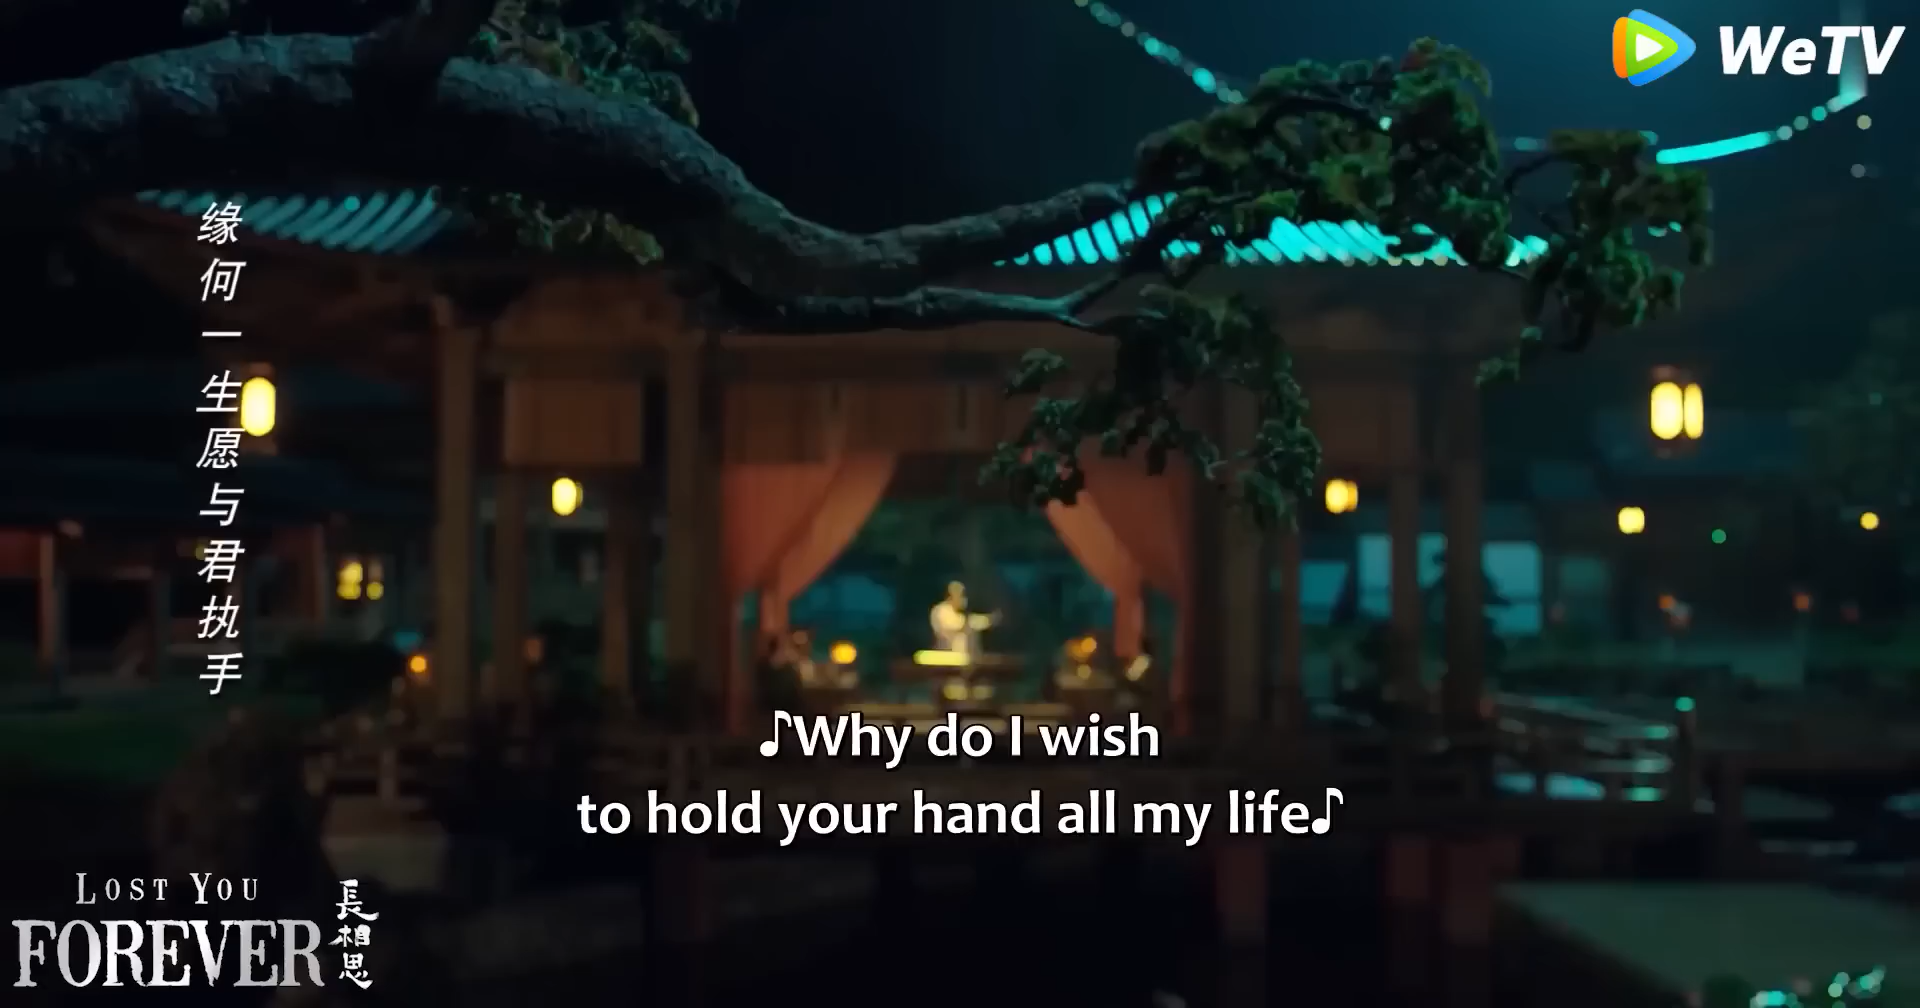 WeTV
缘何一生愿与君执手
♪Why do I wish
to hold your hand all my life♪
LOST YOU
FOREVER
長相思